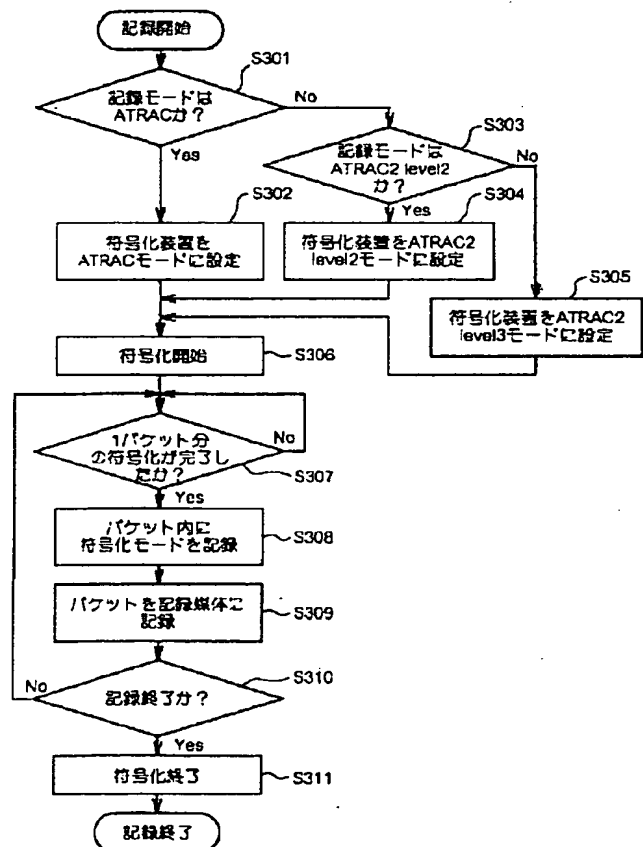 記録開始
S301
記録モードは
ATRACか？
No
Yes
S303
記録モードは
ATRAC2 level2
か？
No
Yes
S302
符号化装置を
ATRACモードに設定
S304
符号化装置をATRAC2
level2モードに設定
S305
符号化装置をATRAC2
level3モードに設定
符号化開始
S306
1パケット分
の符号化が完了し
たか？
No
S307
Yes
パケット内に
符号化モードを記録
S308
パケットを記録媒体に
記録
S309
S310
No
記録終了か？
Yes
符号化終了
S311
記録終了